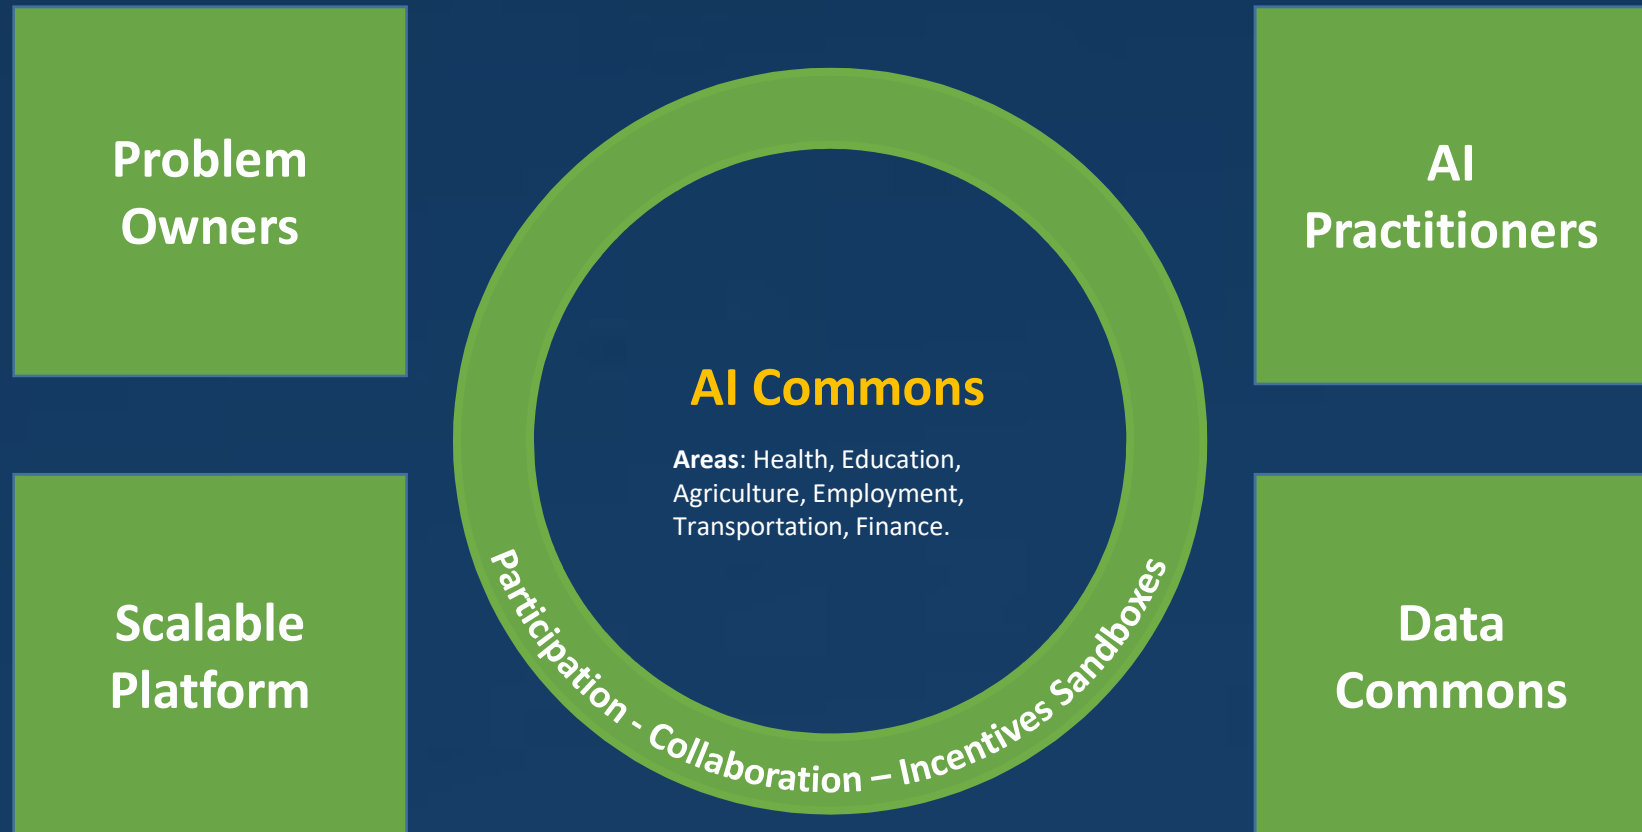 Problem
Owners
AI
Practitioners
AI Commons
Areas: Health, Education,
Agriculture, Employment,
Transportation, Finance.
Participation - Collaboration – Incentives Sandboxes
Scalable
Platform
Data
Commons